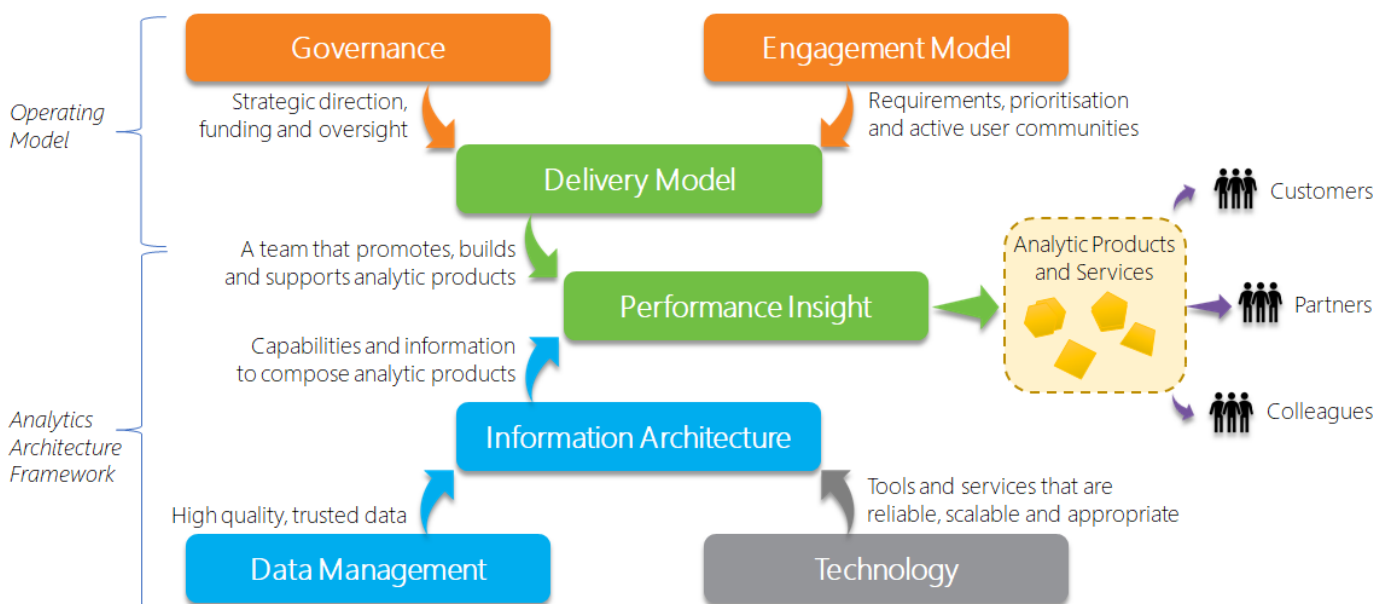 Governance
Engagement Model
Operating
Model
Strategic direction,
funding and oversight
Requirements, prioritisation
and active user communities
Delivery Model
A team that promotes, builds
and supports analytic products
Performance Insight
Analytic Products
and Services
Customers
Partners
Colleagues
Capabilities and information
to compose analytic products
Analytics
Architecture
Framework
Information Architecture
High quality, trusted data
Tools and services that are
reliable, scalable and appropriate
Data Management
Technology